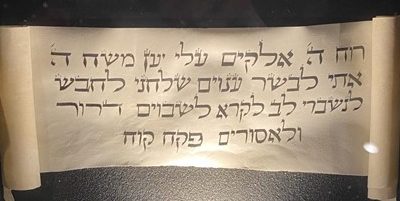 רוח ה' אלקים עלי יען משח ה'
אתי לבשר ענוים שלחני לחבש
לנשברי לב לקרא לשבוים דרור
ולאסורים פקח קוח